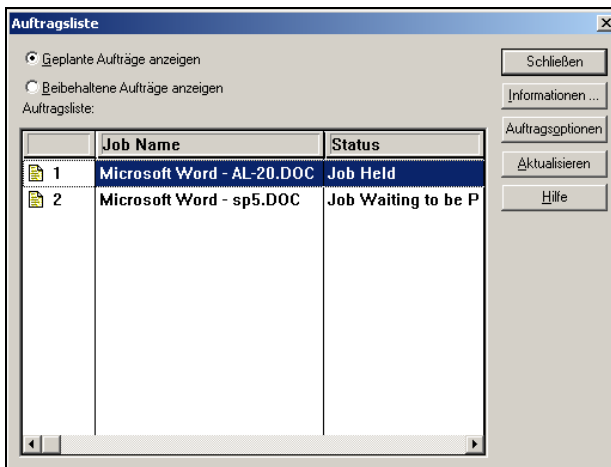 Auftragsliste
Geplante Aufträge anzeigen
Beibehaltene Aufträge anzeigen
Auftragsliste:
Job Name Status
1 Microsoft Word - AL-20.DOC Job Held
2 Microsoft Word - sp5.DOC Job Waiting to be P
Schließen
Informationen ...
Auftragsoptionen
Aktualisieren
Hilfe